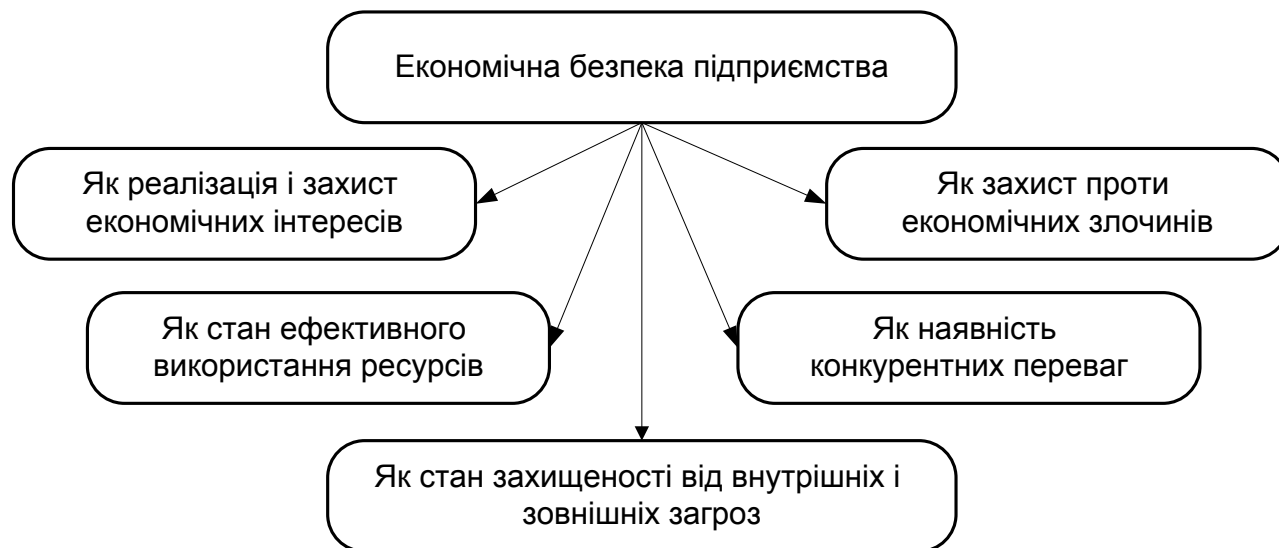 Економічна безпека підприємства
Як реалізація і захист
економічних інтересів
Як захист проти
економічних злочинів
Як стан ефективного
використання ресурсів
Як наявність
конкурентних переваг
Як стан захищеності від внутрішніх і
зовнішніх загроз